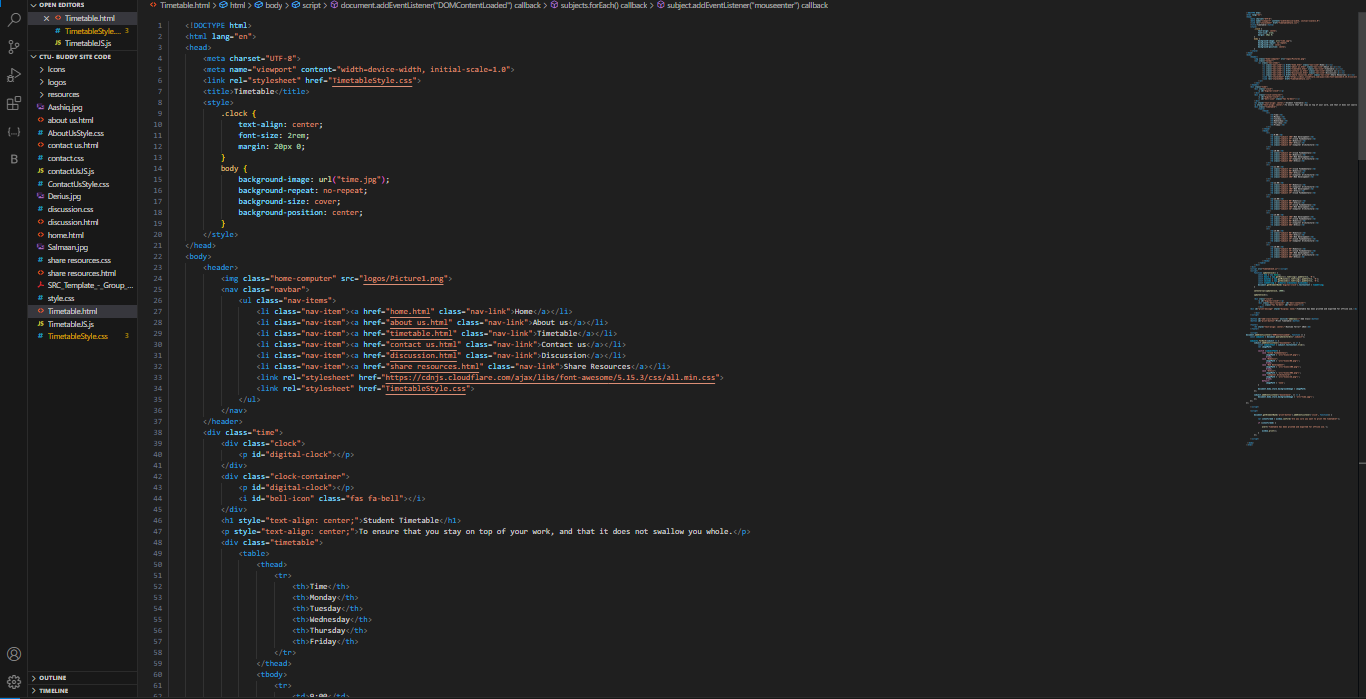 OPEN EDITORS
Timetable.html
TimetableStyle... 3
TimetableJS.js
CTU- BUDDY SITE CODE
Icons
logos
resources
Aashiq.jpg
about us.html
AboutUsStyle.css
contact us.html
contact.css
contactUsJS.js
ContactUsStyle.css
Derius.jpg
discussion.css
discussion.html
home.html
Salmaan.jpg
share resources.css
share resources.html
SRC_Template_-_Group_...
style.css
Timetable.html
TimetableJS.js
TimetableStyle.css 3
OUTLINE
TIMELINE
Timetable.html > html > body > script > document.addEventListener("DOMContentLoaded") callback > subjects.forEach() callback > subject.addEventListener("mouseenter") callback
1 <!DOCTYPE html>
2 <html lang="en">
3 <head>
4 <meta charset="UTF-8">
5 <meta name="viewport" content="width=device-width, initial-scale=1.0">
6 <link rel="stylesheet" href="TimetableStyle.css">
7 <title>Timetable</title>
8 <style>
9 .clock {
10 text-align: center;
11 font-size: 2rem;
12 margin: 20px 0;
13 }
14 body {
15 background-image: url("time.jpg");
16 background-repeat: no-repeat;
17 background-size: cover;
18 background-position: center;
19 }
20 </style>
21 </head>
22 <body>
23 <header>
24 <img class="home-computer" src="logos/Picture1.png">
25 <nav class="navbar">
26 <ul class="nav-items">
27 <li class="nav-item"><a href="home.html" class="nav-link">Home</a></li>
28 <li class="nav-item"><a href="about us.html" class="nav-link">About us</a></li>
29 <li class="nav-item"><a href="timetable.html" class="nav-link">Timetable</a></li>
30 <li class="nav-item"><a href="contact us.html" class="nav-link">Contact us</a></li>
31 <li class="nav-item"><a href="discussion.html" class="nav-link">Discussion</a></li>
32 <li class="nav-item"><a href="share resources.html" class="nav-link">Share Resources</a></li>
33 <link rel="stylesheet" href="https://cdnjs.cloudflare.com/ajax/libs/font-awesome/5.15.3/css/all.min.css">
34 <link rel="stylesheet" href="TimetableStyle.css">
35 </ul>
36 </nav>
37 </header>
38 <div class="time">
39 <div class="clock">
40 <p id="digital-clock"></p>
41 </div>
42 <div class="clock-container">
43 <p id="digital-clock"></p>
44 <i id="bell-icon" class="fas fa-bell"></i>
45 </div>
46 <h1 style="text-align: center;">Student Timetable</h1>
47 <p style="text-align: center;">To ensure that you stay on top of your work, and that it does not swallow you whole.</p>
48 <div class="timetable">
49 <table>
50 <thead>
51 <tr>
52 <th>Time</th>
53 <th>Monday</th>
54 <th>Tuesday</th>
55 <th>Wednesday</th>
56 <th>Thursday</th>
57 <th>Friday</th>
58 </tr>
59 </thead>
60 <tbody>
61 <tr>